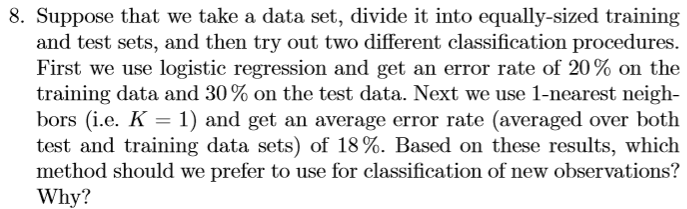 8. Suppose that we take a data set, divide it into equally-sized training
and test sets, and then try out two different classification procedures.
First we use logistic regression and get an error rate of 20 % on the
training data and 30 % on the test data. Next we use 1-nearest neigh-
bors (i.e. K = 1) and get an average error rate (averaged over both
test and training data sets) of 18 %. Based on these results, which
method should we prefer to use for classification of new observations?
Why?